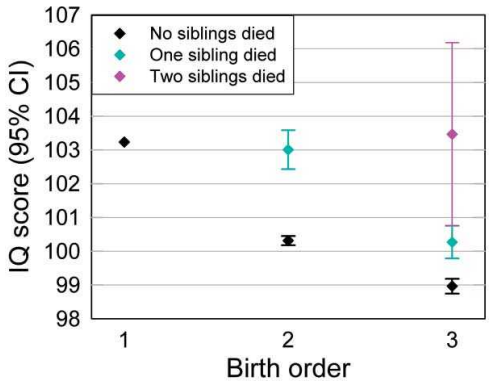 107
106
105
104
103
102
101
100
99
98
IQ score (95% CI)
No siblings died
One sibling died
Two siblings died
1 2 3
Birth order